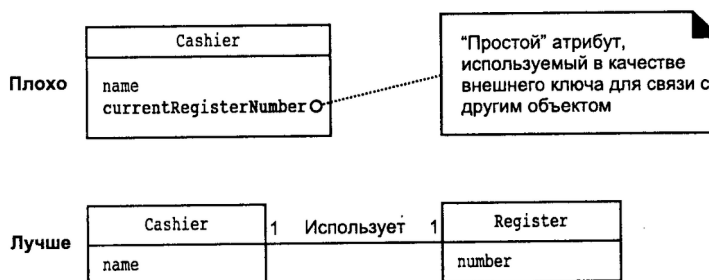 Cashier
Плохо
name
currentRegisterNumber
“Простой” атрибут,
используемый в качестве
внешнего ключа для связи с
другим объектом
Лучше
Cashier
1 Использует 1
Register
name
number